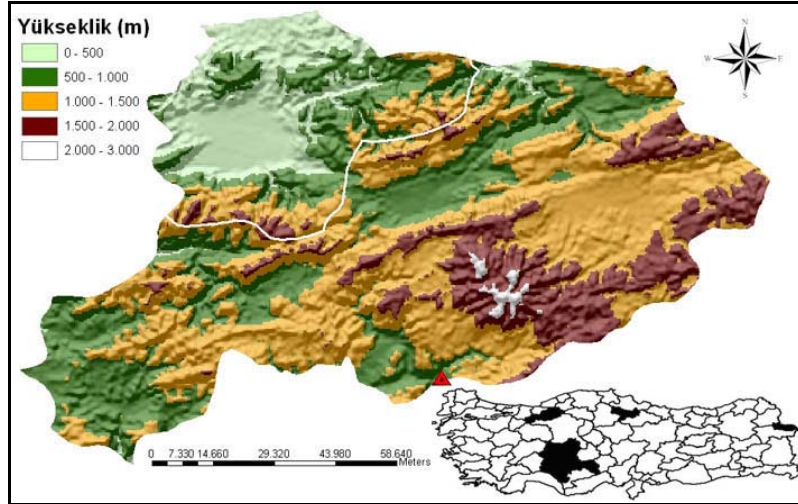 Yükseklik (m)
0 - 500
500 - 1.000
1.000 - 1.500
1.500 - 2.000
2.000 - 3.000
N
W E
S
0 7.330 14.660 29.320 43.980 58.640
Meters